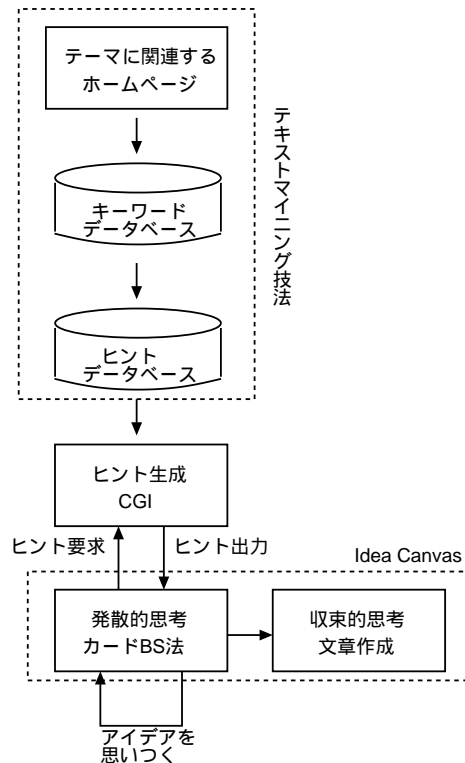 テーマに関連する
ホームページ
キーワード
データベース
テキストマイニング技法
ヒント
データベース
ヒント生成
CGI
ヒント要求
ヒント出力
Idea Canvas
発散的思考
カードBS法
収束的思考
文章作成
アイデアを
思いつく